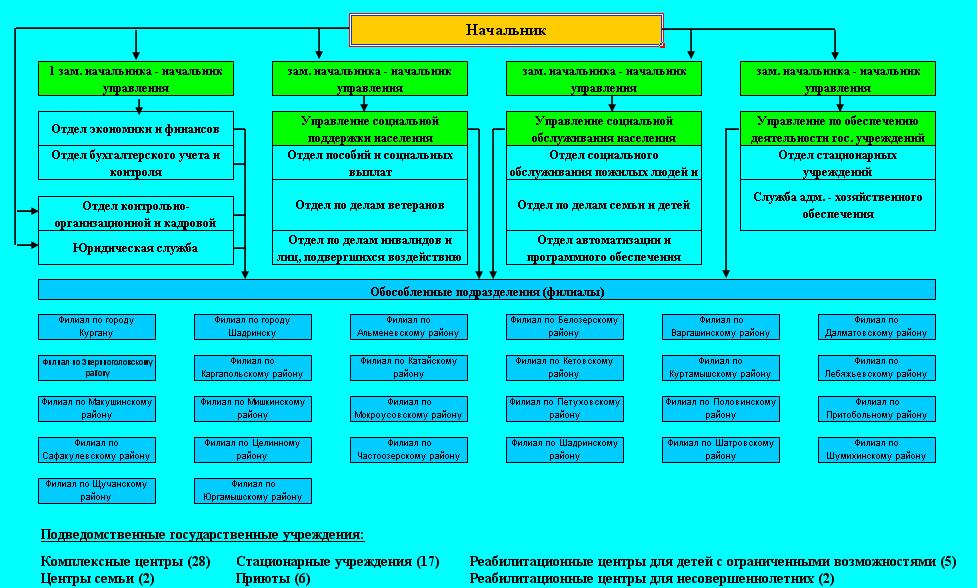 Начальник
1 зам. начальника - начальник
управления
зам. начальника - начальник
управления
зам. начальника - начальник
управления
зам. начальника - начальник
управления
Отдел экономики и финансов
Отдел бухгалтерского учета и
контроля
Отдел контрольно-
организационной и кадровой
Юридическая служба
Управление социальной
поддержки населения
Отдел пособий и социальных
выплат
Отдел по делам ветеранов
Отдел по делам инвалидов и
лиц, подвергшихся воздействию
Управление социальной
обслуживания населения
Отдел социального
обслуживания пожилых людей и
Отдел по делам семьи и детей
Отдел автоматизации и
программного обеспечения
Управление по обеспечению
деятельности гос. учреждений
Отдел стационарных
учреждений
Служба адм. - хозяйственного
обеспечения
Обособленные подразделения (филиалы)
Филиал по городу
Кургану
Филиал по городу
Шадринску
Филиал по
Альменевскому району
Филиал по Белозерскому
району
Филиал по
Варгашинскому району
Филиал по
Далматовскому району
Филиал по Звериноголовскому
району
Филиал по
Каргапольскому району
Филиал по Катайскому
району
Филиал по Кетовскому
району
Филиал по
Куртамышскому району
Филиал по
Лебяжьевскому району
Филиал по Макушинскому
району
Филиал по Мишкинскому
району
Филиал по
Мокроусовскому району
Филиал по Петуховскому
району
Филиал по Половинскому
району
Филиал по
Притобольному району
Филиал по
Сафакулевскому району
Филиал по Целинному
району
Филиал по
Частоозерскому району
Филиал по Шадринскому
району
Филиал по Шатровскому
району
Филиал по
Шумихинскому району
Филиал по Щучанскому
району
Филиал по
Юргамышскому району
Подведомственные государственные учреждения:
Комплексные центры (28) Стационарные учреждения (17) Реабилитационные центры для детей с ограниченными возможностями (5)
Центры семьи (2) Приюты (6) Реабилитационные центры для несовершеннолетних (2)